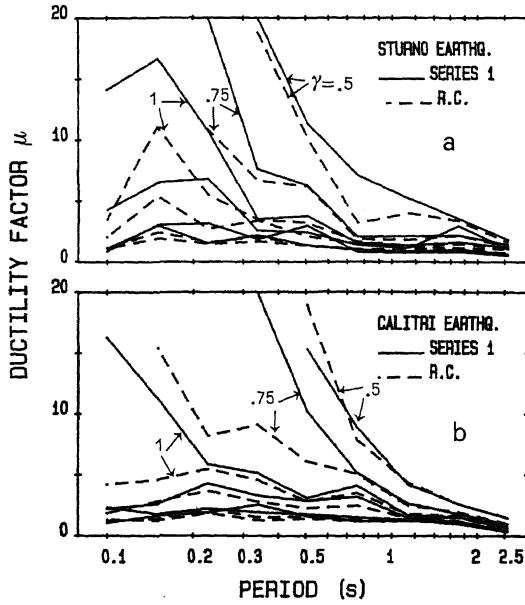 20
STURNO EARTHQ.
SERIES 1
R.C.
1
.75
γ=.5
10
a
0
DUCTILITY FACTOR μ
20
CALITRI EARTHQ.
SERIES 1
R.C.
.5
.75
1
10
b
0
0.1 0.2 0.3 0.5 1 2 2.5
PERIOD (s)